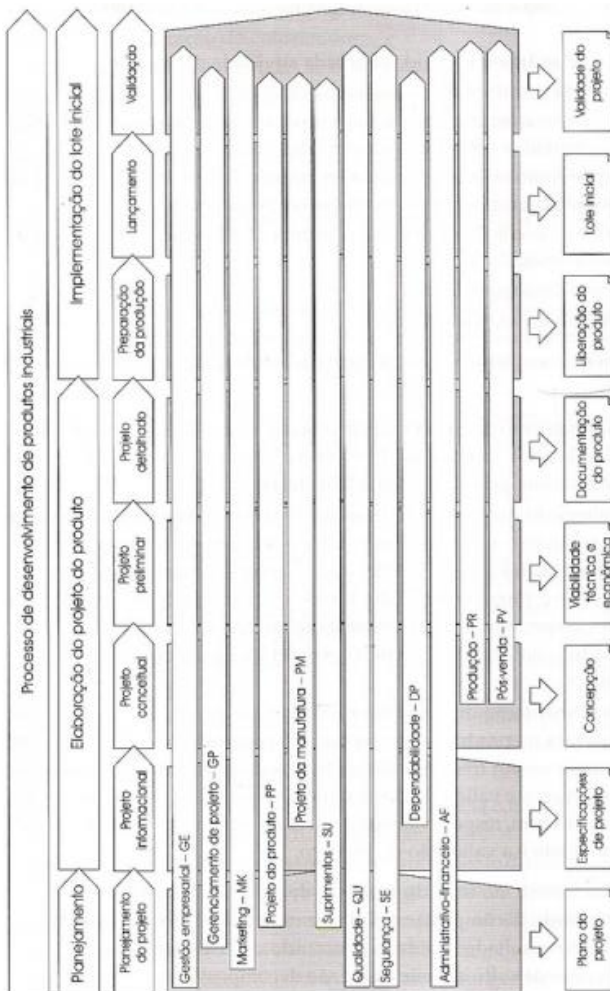 Processo de desenvolvimento de produtos industriais
Planejamento
Elaboração do projeto do produto
Implementação do lote inicial
Planejamento
do projeto
Projeto
informacional
Projeto
conceitual
Projeto
preliminar
Projeto
detalhado
Preparação
da produção
Lançamento
Validação
Gestão empresarial – GE
Gerenciamento de projeto – GP
Marketing – MK
Projeto do produto – PP
Projeto da manufatura – PM
Suprimentos – SU
Qualidade – QU
Segurança – SE
Dependabilidade – DP
Administrativo-financeiro – AF
Produção – PR
Pós-venda – PV
Plano do
projeto
Especificações
de projeto
Concepção
Viabilidade
técnica e
econômica
Documentação
do produto
Liberação do
produto
Lote inicial
Validade do
projeto